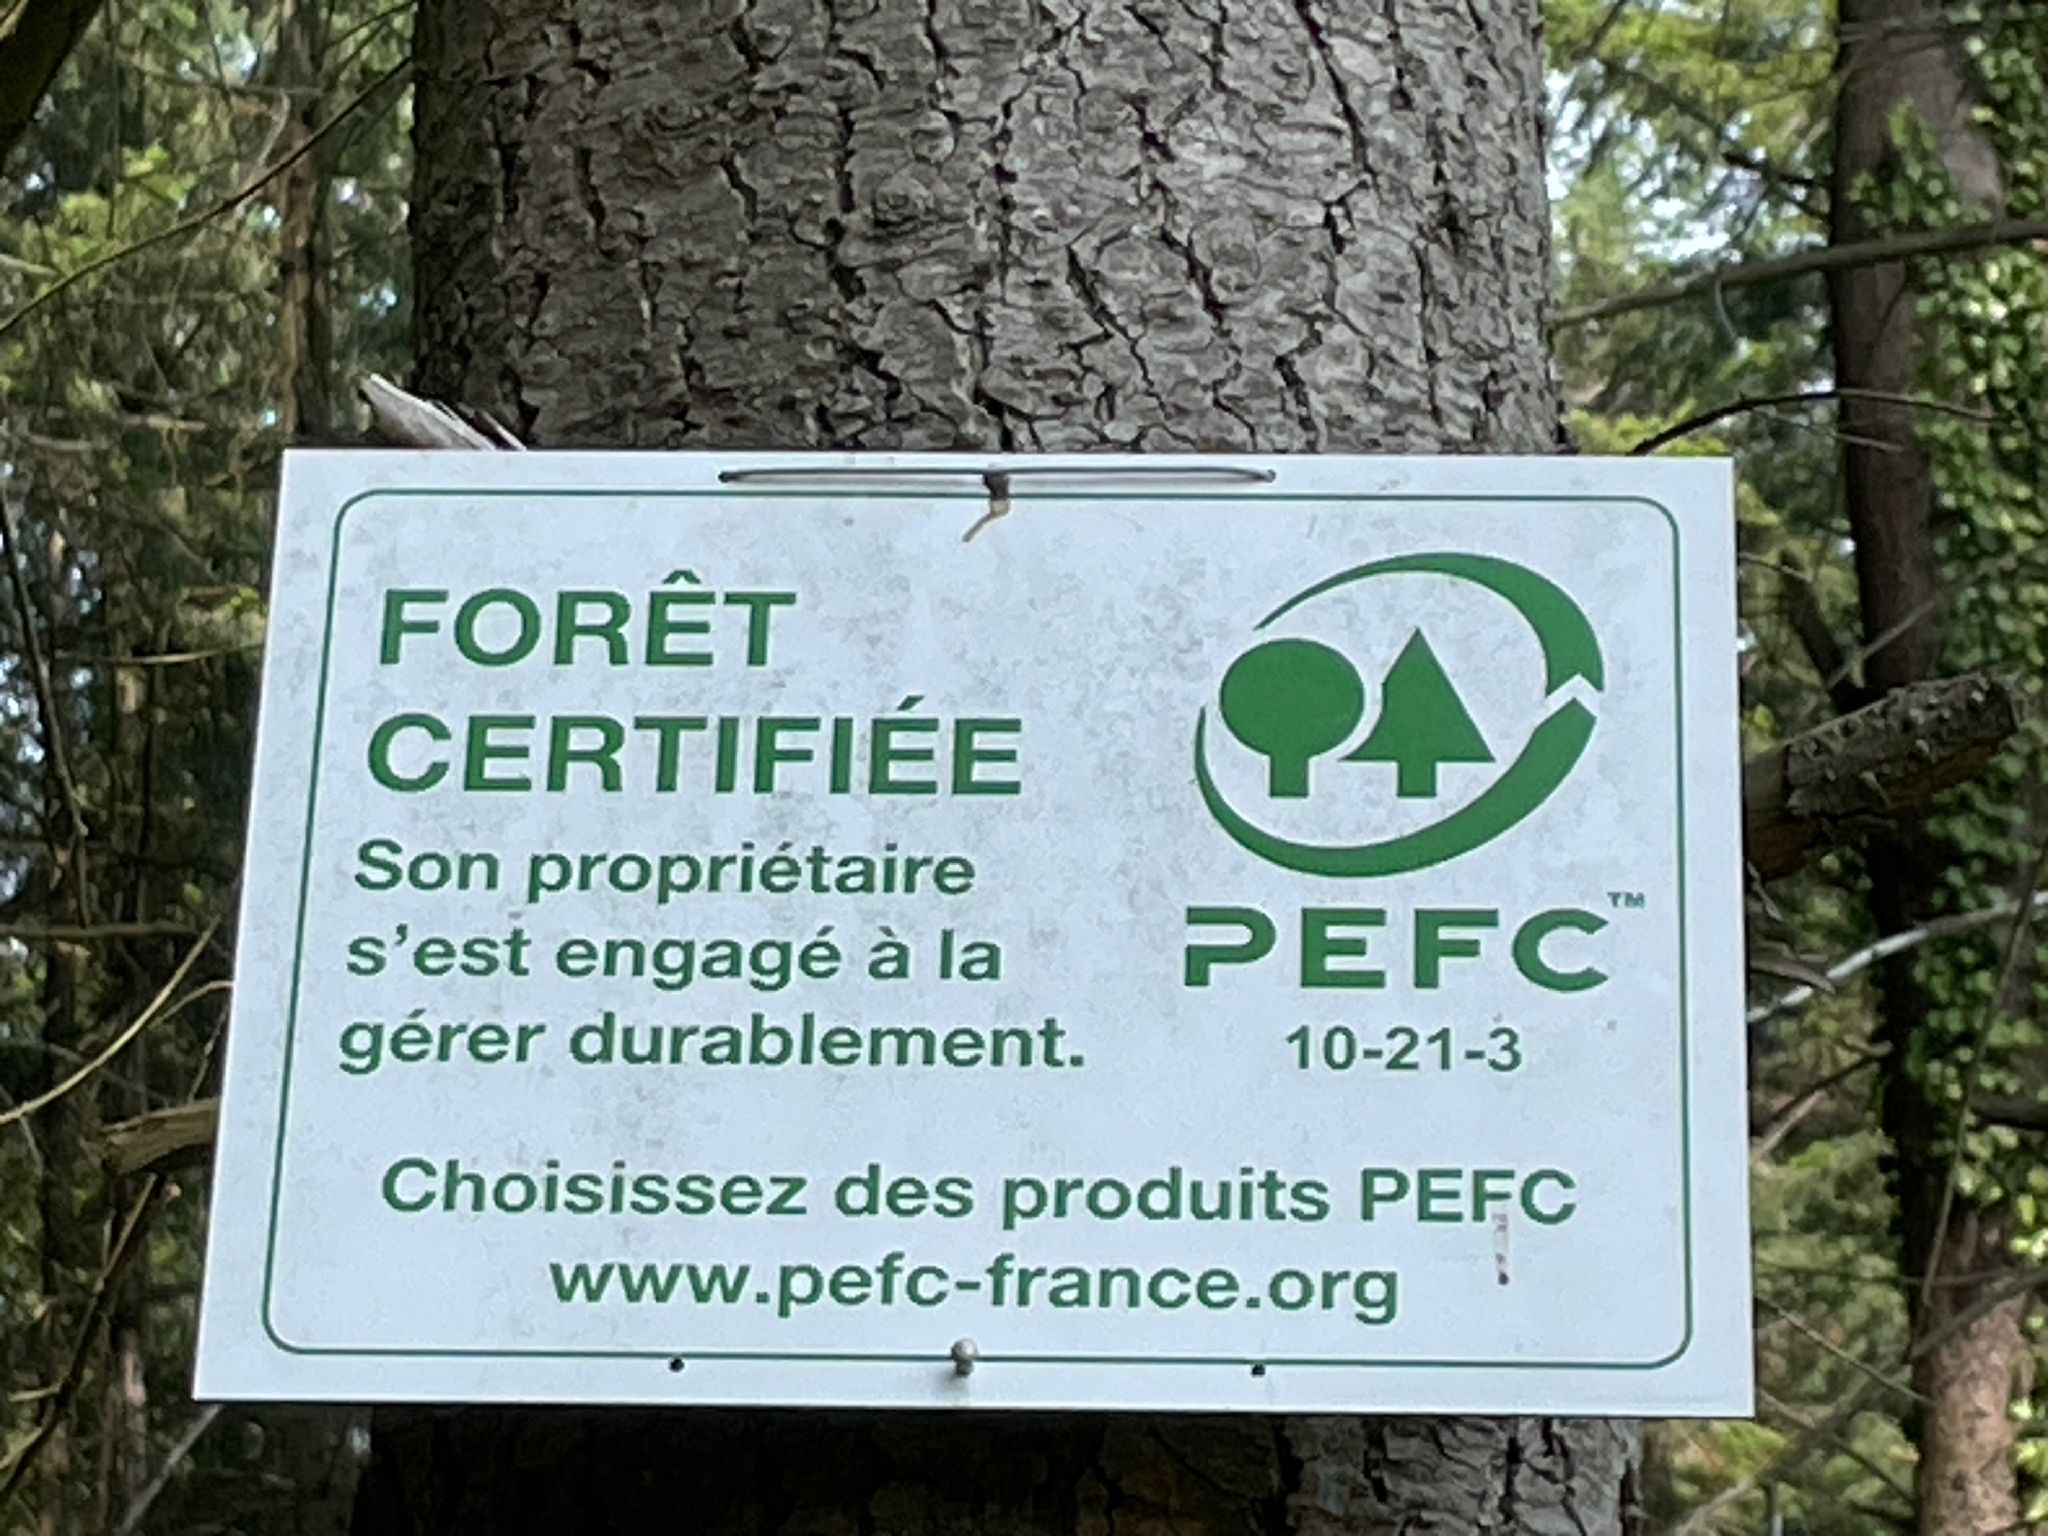 FORÊT
CERTIFIÉE
Son propriétaire
s’est engagé à la
gérer durablement.
PEFC™
10-21-3
Choisissez des produits PEFC
www.pefc-france.org